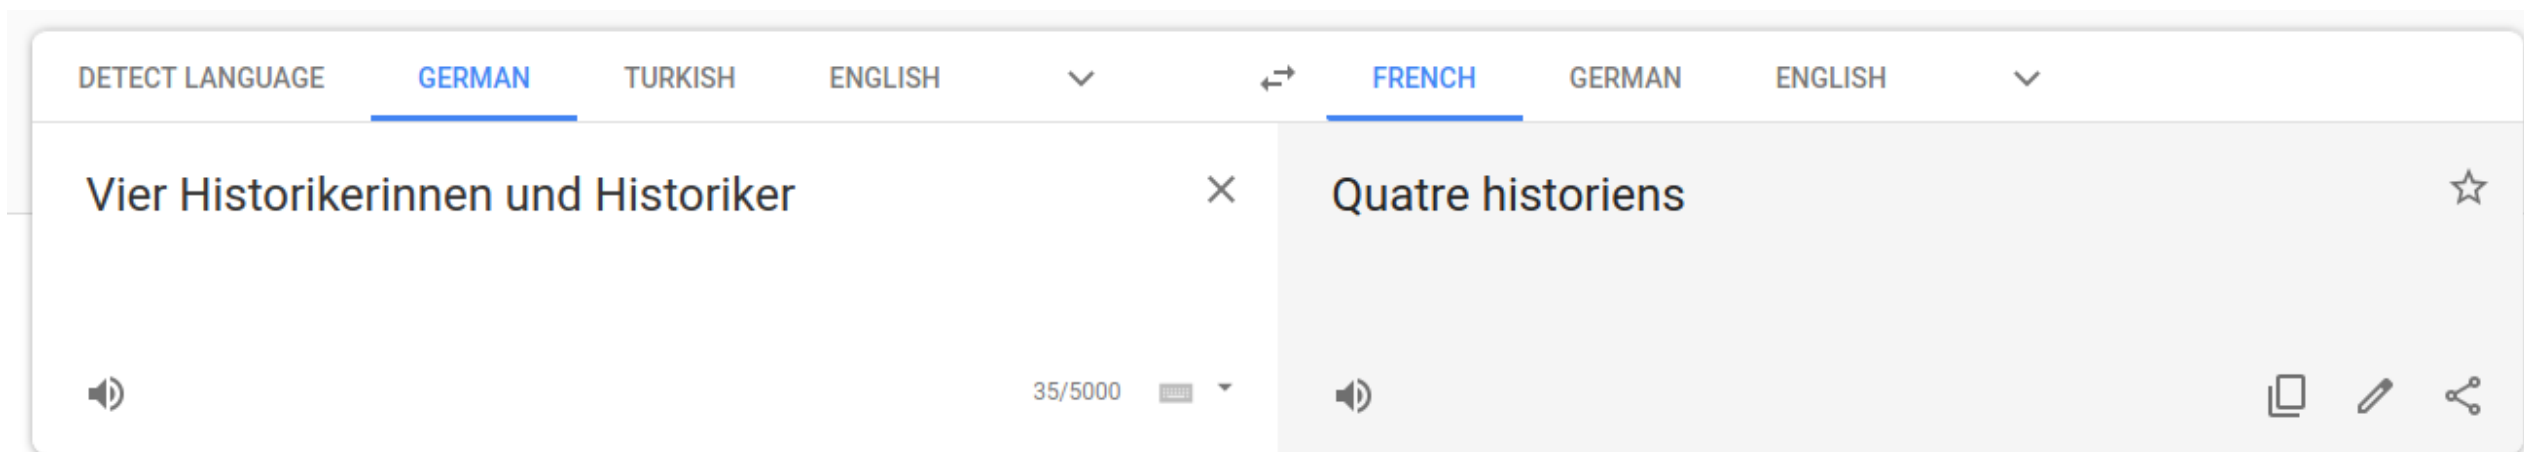 DETECT LANGUAGE GERMAN TURKISH ENGLISH FRENCH GERMAN ENGLISH
Vier Historikerinnen und Historiker
Quatre historiens
35/5000